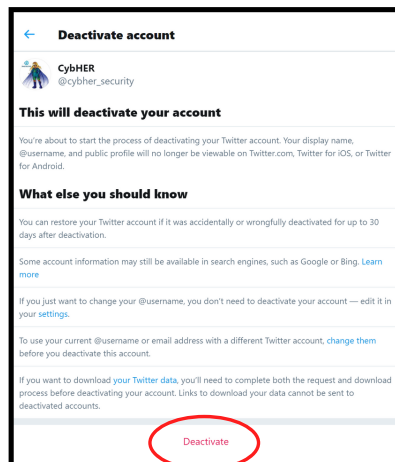 Deactivate account
CybHER
@cybher_security
This will deactivate your account
You're about to start the process of deactivating your Twitter account. Your display name,
@username, and public profile will no longer be viewable on Twitter.com, Twitter for iOS, or Twitter
for Android.
What else you should know
You can restore your Twitter account if it was accidentally or wrongfully deactivated for up to 30
days after deactivation.
Some account information may still be available in search engines, such as Google or Bing. Learn
more
If you just want to change your @username, you don't need to deactivate your account — edit it in
your settings.
To use your current @username or email address with a different Twitter account, change them
before you deactivate this account.
If you want to download your Twitter data, you'll need to complete both the request and download
process before deactivating your account. Links to download your data cannot be sent to
deactivated accounts.
Deactivate